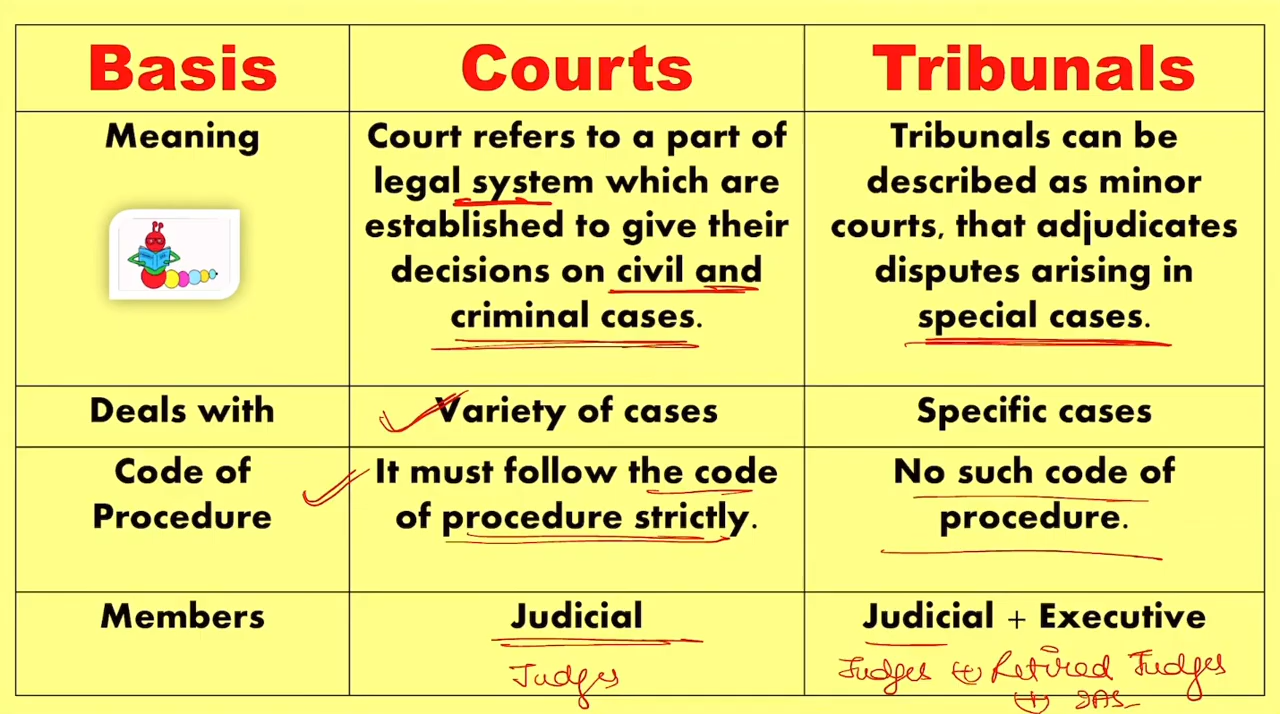 Basis
Courts
Tribunals
Meaning
Court refers to a part of
legal system which are
established to give their
decisions on civil and
criminal cases.
Tribunals can be
described as minor
courts, that adjudicates
disputes arising in
special cases.
Deals with
Variety of cases
Specific cases
Code of
Procedure
It must follow the code
of procedure strictly.
No such code of
procedure.
Members
Judicial
Judges
Judicial + Executive
Judges + Retired Judges
+ IAS